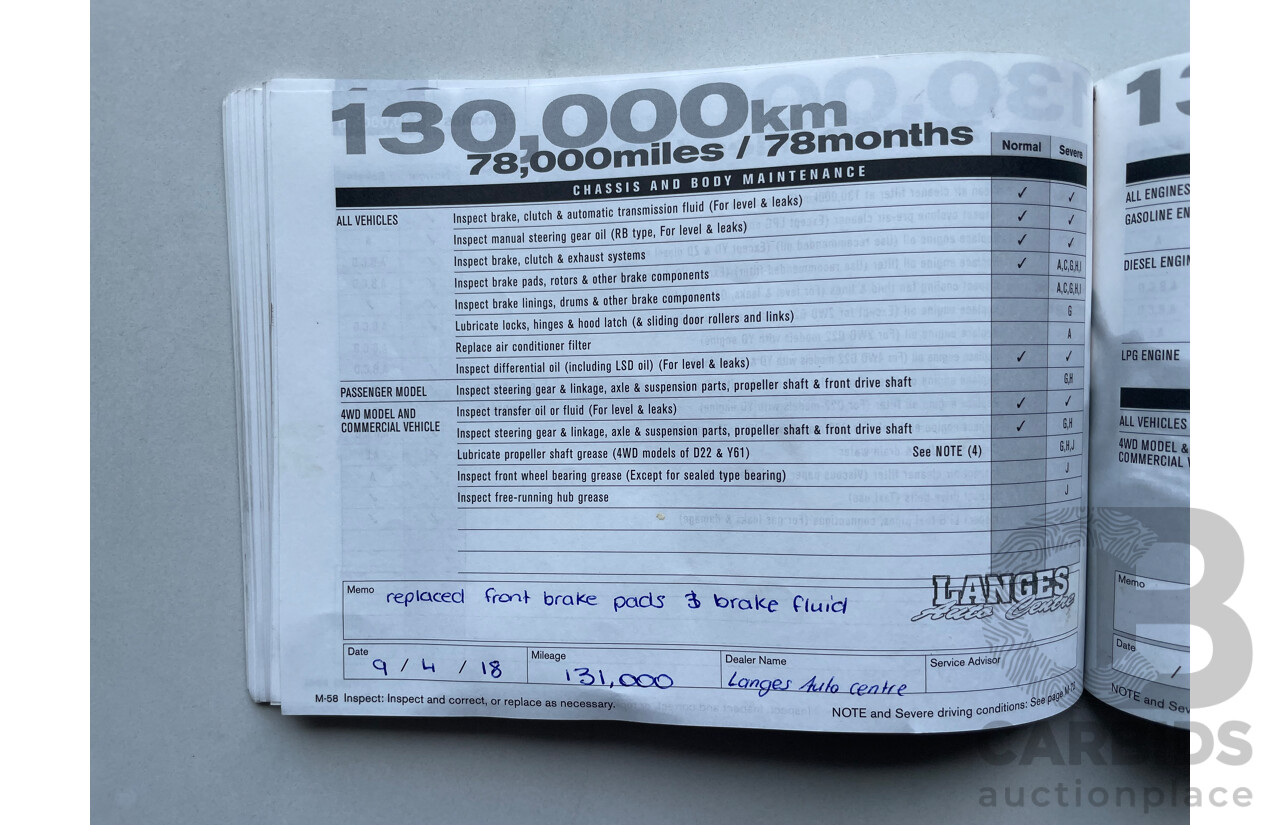 130,000km
78,000miles / 78months
Normal Severe
CHASSIS AND BODY MAINTENANCE
ALL VEHICLES Inspect brake, clutch & automatic transmission fluid (For level & leaks) ✓ ✓
Inspect manual steering gear oil (RB type, For level & leaks) ✓ ✓
Inspect brake, clutch & exhaust systems ✓ ✓
Inspect brake pads, rotors & other brake components ✓ A,C,G,H,I
Inspect brake linings, drums & other brake components A,C,G,H,I
Lubricate locks, hinges & hood latch (& sliding door rollers and links) G
Replace air conditioner filter A
Inspect differential oil (including LSD oil) (For level & leaks) ✓ ✓
PASSENGER MODEL Inspect steering gear & linkage, axle & suspension parts, propeller shaft & front drive shaft G,H
4WD MODEL AND COMMERCIAL VEHICLE Inspect transfer oil or fluid (For level & leaks) ✓ ✓
Inspect steering gear & linkage, axle & suspension parts, propeller shaft & front drive shaft ✓ G,H
Lubricate propeller shaft grease (4WD models of D22 & Y61) See NOTE (4) G,H,J
Inspect front wheel bearing grease (Except for sealed type bearing) J
Inspect free-running hub grease J
Memo replaced front brake pads & brake fluid
LANGES
Auto Centre
Date 9 / 4 / 18 Mileage 131,000 Dealer Name Langes Auto centre Service Advisor
M-58 Inspect: Inspect and correct, or replace as necessary.
NOTE and Severe driving conditions: See page
13
ALL ENGINES
GASOLINE EN
DIESEL ENGIN
LPG ENGINE
ALL VEHICLES
4WD MODEL &
COMMERCIAL V
Memo
Date /
NOTE and Sev
CARBIDS
auctionplace